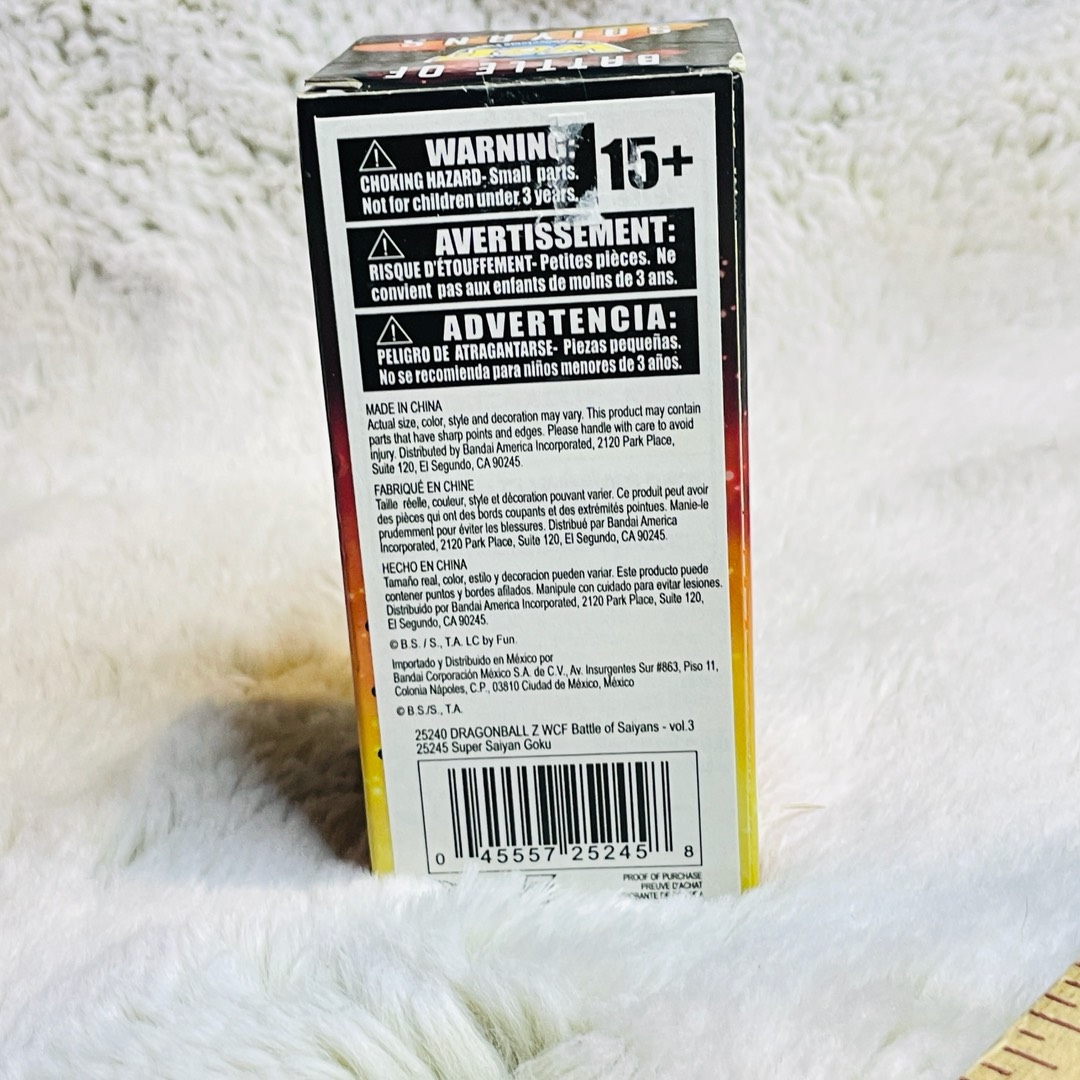 BATTLE OF
SAIYANS
WARNING:
15+
CHOKING HAZARD- Small parts.
Not for children under 3 years.
AVERTISSEMENT:
RISQUE D'ÉTOUFFEMENT- Petites pièces. Ne
convient pas aux enfants de moins de 3 ans.
ADVERTENCIA:
PELIGRO DE ATRAGANTARSE- Piezas pequeñas.
No se recomienda para niños menores de 3 años.
MADE IN CHINA
Actual size, color, style and decoration may vary. This product may contain
parts that have sharp points and edges. Please handle with care to avoid
injury. Distributed by Bandai America Incorporated, 2120 Park Place,
Suite 120, El Segundo, CA 90245.
FABRIQUÉ EN CHINE
Taille réelle, couleur, style et décoration pouvant varier. Ce produit peut avoir
des pièces qui ont des bords coupants et des extrémités pointues. Manie-le
prudemment pour éviter les blessures. Distribué par Bandai America
Incorporated, 2120 Park Place, Suite 120, El Segundo, CA 90245.
HECHO EN CHINA
Tamaño real, color, estilo y decoracion pueden variar. Este producto puede
contener puntos y bordes afilados. Manipule con cuidado para evitar lesiones.
Distribuido por Bandai America Incorporated, 2120 Park Place, Suite 120,
El Segundo, CA 90245.
© B.S. / S., T.A. LC by Fun.
Importado y Distribuido en México por
Bandai Corporación México S.A. de C.V., Av. Insurgentes Sur #863, Piso 11,
Colonia Nápoles, C.P., 03810 Ciudad de México, México
© B.S./S., T.A.
25240 DRAGONBALL Z WCF Battle of Saiyans - vol.3
25245 Super Saiyan Goku
0 45557 25245 8
PROOF OF PURCHASE
PREUVE D'ACHAT